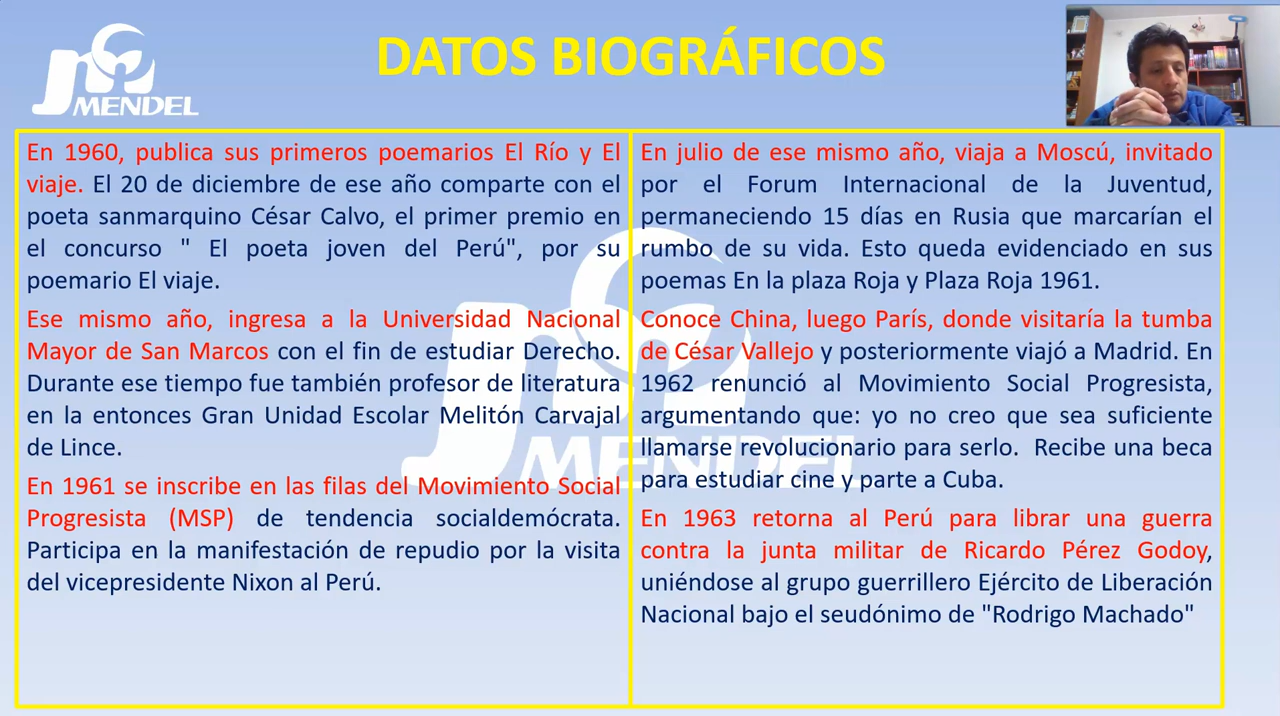 MENDEL
DATOS BIOGRÁFICOS
En 1960, publica sus primeros poemarios El Río y El
viaje. El 20 de diciembre de ese año comparte con el
poeta sanmarquino César Calvo, el primer premio en
el concurso " El poeta joven del Perú", por su
poemario El viaje.
Ese mismo año, ingresa a la Universidad Nacional
Mayor de San Marcos con el fin de estudiar Derecho.
Durante ese tiempo fue también profesor de literatura
en la entonces Gran Unidad Escolar Melitón Carvajal
de Lince.
En 1961 se inscribe en las filas del Movimiento Social
Progresista (MSP) de tendencia socialdemócrata.
Participa en la manifestación de repudio por la visita
del vicepresidente Nixon al Perú.
En julio de ese mismo año, viaja a Moscú, invitado
por el Forum Internacional de la Juventud,
permaneciendo 15 días en Rusia que marcarían el
rumbo de su vida. Esto queda evidenciado en sus
poemas En la plaza Roja y Plaza Roja 1961.
Conoce China, luego París, donde visitaría la tumba
de César Vallejo y posteriormente viajó a Madrid. En
1962 renunció al Movimiento Social Progresista,
argumentando que: yo no creo que sea suficiente
llamarse revolucionario para serlo. Recibe una beca
para estudiar cine y parte a Cuba.
En 1963 retorna al Perú para librar una guerra
contra la junta militar de Ricardo Pérez Godoy,
uniéndose al grupo guerrillero Ejército de Liberación
Nacional bajo el seudónimo de "Rodrigo Machado"
MENDEL